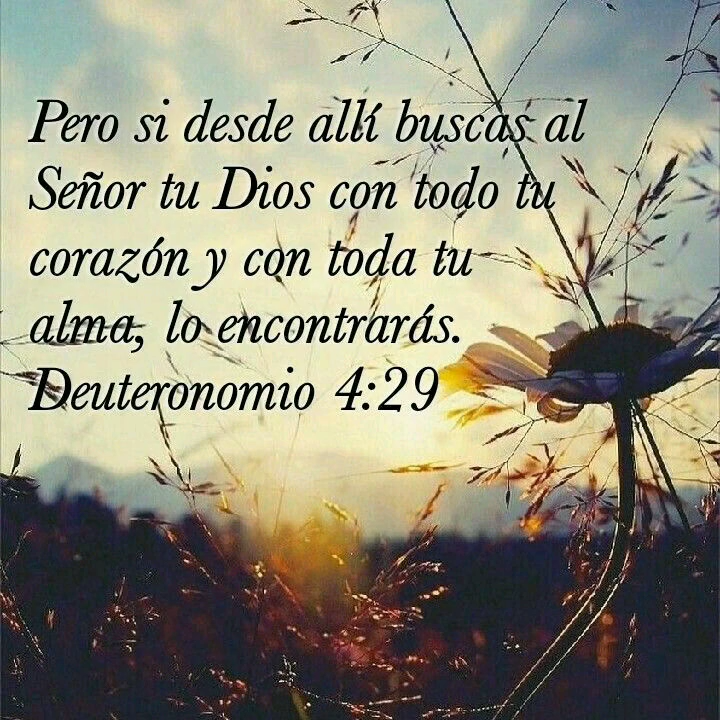 Pero si desde allí buscas al
Señor tu Dios con todo tu
corazón y con toda tu
alma, lo encontrarás.
Deuteronomio 4:29